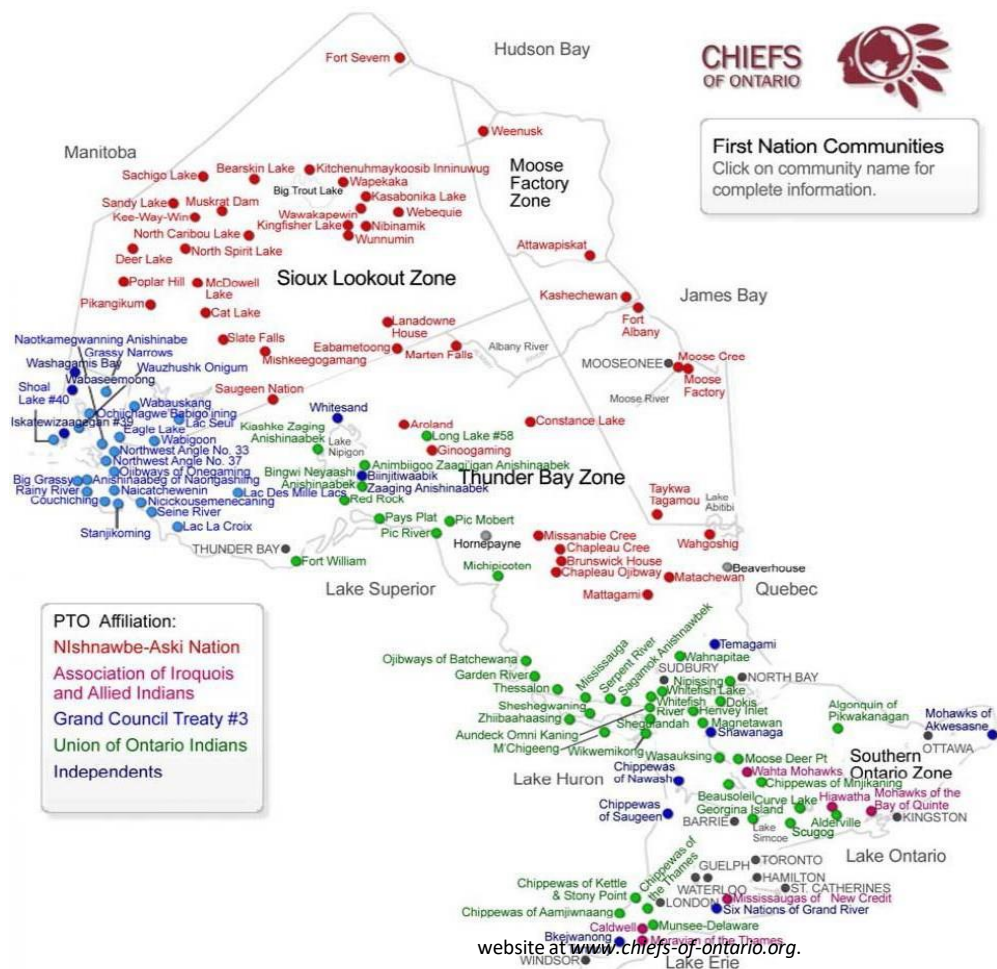 Hudson Bay
CHIEFS
OF ONTARIO
First Nation Communities
Click on community name for
complete information.
Fort Severn
Weenusk
Manitoba
Moose
Factory
Zone
Bearskin Lake
Kitchenuhmaykoosib Inninuwug
Sachigo Lake
Big Trout Lake
Wapekaka
Kasabonika Lake
Sandy Lake
Muskrat Dam
Kee-Way-Win
Wawakapewin
Webequie
Kingfisher Lake
Nibinamik
North Caribou Lake
Wunnumin
Deer Lake
North Spirit Lake
Attawapiskat
Sioux Lookout Zone
Poplar Hill
McDowell
Lake
Pikangikum
Cat Lake
Kashechewan
James Bay
Fort
Albany
Lanadowne
House
Naotkamegwanning Anishinabe
Slate Falls
Eabametoong
Marten Falls
Albany River
Grassy Narrows
Mishkeegogamang
MOOSEONEE
Moose Cree
Moose
Factory
Washagamis Bay
Wauzhushk Onigum
Wabaseemoong
Shoal
Lake #40
Saugeen Nation
Moose River
Wabauskang
Whitesand
Ochiichagwe Babigo ining
Iskatewizaagegan #39
Lac Seul
Eagle Lake
Kiashke Zaging
Anishinaabek
Lake
Nipigon
Aroland
Long Lake #58
Constance Lake
Ginoogaming
Wabigoon
Northwest Angle No. 33
Northwest Angle No. 37
Ojibways of Onegaming
Animbiigoo Zaagi'igan Anishinaabek
Thunder Bay Zone
Bingwi Neyaashi
Anishinaabek
Biinjitiwaabik
Zaaging Anishinaabek
Big Grassy
Anishinaabeg of Naongashiing
Rainy River
Naicatchewenin
Lac Des Mille Lacs
Red Rock
Couchiching
Nicickousemenecaning
Seine River
Stanjikoming
Lac La Croix
Taykwa
Tagamou
Lake
Abitibi
Pays Plat
Pic Mobert
Pic River
Hornepayne
Missanabie Cree
Wahgoshig
THUNDER BAY
Fort William
Chapleau Cree
Brunswick House
Chapleau Ojibway
Michipicoten
Matachewan
Beaverhouse
Lake Superior
Mattagami
Quebec
PTO Affiliation:
NIshnawbe-Aski Nation
Association of Iroquois
and Allied Indians
Grand Council Treaty #3
Union of Ontario Indians
Independents
Temagami
Ojibways of Batchewana
Mississauga
Serpent River
Sagamok Anishnawbek
Wahnapitae
SUDBURY
NORTH BAY
Garden River
Nipissing
Thessalon
Whitefish Lake
Dokis
Sheshegwaning
Whitefish
River
Henvey Inlet
Zhiibaahaasing
Shegulandah
Magnetawan
Aundeck Omni Kaning
Shawanaga
M'Chigeeng
Wikwemikong
Algonquin of
Pikwakanagan
Mohawks of
Akwesasne
OTTAWA
Wasauksing
Moose Deer Pt
Southern
Ontario Zone
Lake Huron
Chippewas
of Nawash
Wahta Mohawks
Chippewas of Mnjikaning
Beausoleil
Curve Lake
Hiawatha
Mohawks of the
Bay of Quinte
Georgina Island
Chippewas
of Saugeen
BARRIE
Lake
Simcoe
Scugog
Alderville
KINGSTON
Lake Ontario
GUELPH
TORONTO
WATERLOO
HAMILTON
ST. CATHERINES
Chippewas of
the Thames
Chippewas of Kettle
& Stony Point
LONDON
Mississaugas of New Credit
Six Nations of Grand River
Chippewas of Aamjiwnaang
Munsee-Delaware
Caldwell
Bkejwanong
Moravian of the Thames
website at www.chiefs-of-ontario.org.
WINDSOR
Lake Erie